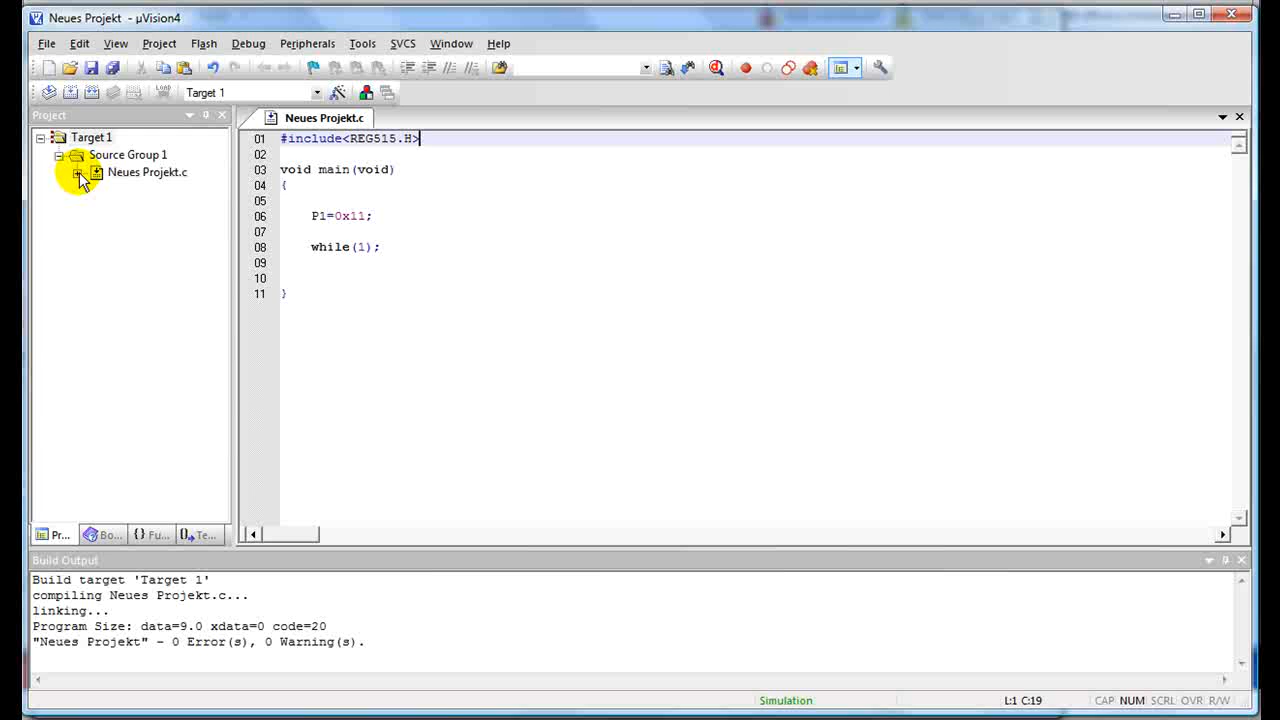 Neues Projekt - µVision4
File Edit View Project Flash Debug Peripherals Tools SVCS Window Help
LOAD Target 1
Project
Target 1
Source Group 1
Neues Projekt.c
Neues Projekt.c
01 #include<REG515.H>
02
03 void main(void)
04 {
05
06 P1=0x11;
07
08 while(1);
09
10
11 }
Pr... Bo... {} Fu... Te...
Build Output
Build target 'Target 1'
compiling Neues Projekt.c...
linking...
Program Size: data=9.0 xdata=0 code=20
"Neues Projekt" - 0 Error(s), 0 Warning(s).
Simulation L:1 C:19 CAP NUM SCRL OVR R/W